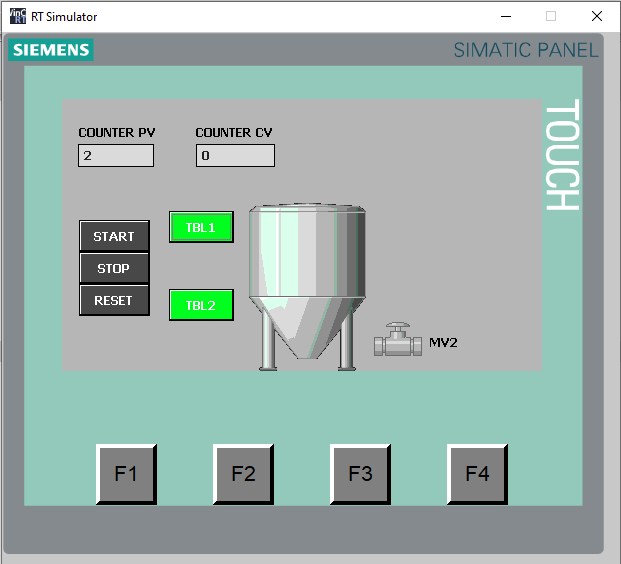 RT Simulator
SIEMENS
SIMATIC PANEL
TOUCH
COUNTER PV
COUNTER CV
2
0
START
STOP
RESET
TBL1
TBL2
MV2
F1
F2
F3
F4